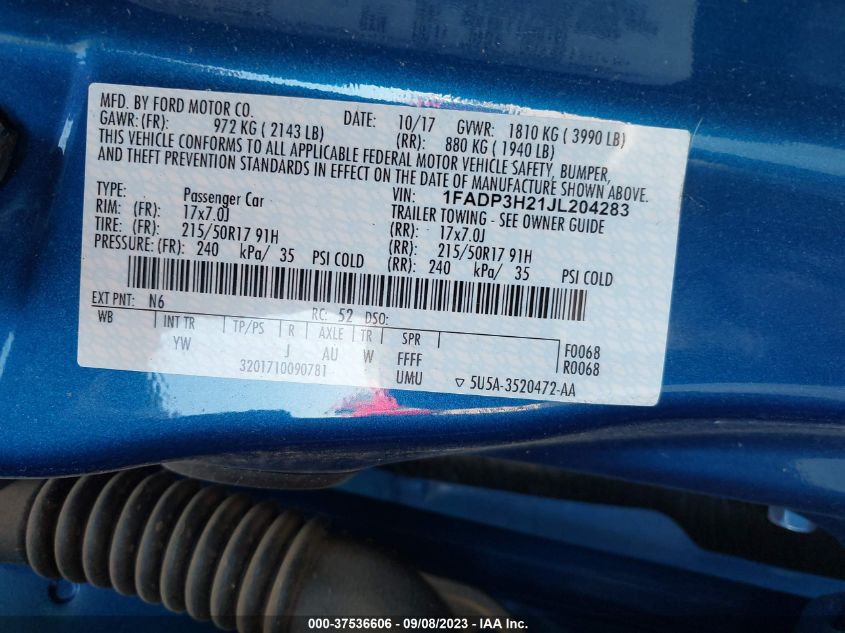 MFD. BY FORD MOTOR CO. DATE: 10/17 GVWR: 1810 KG ( 3990 LB)
GAWR:(FR): 972 KG ( 2143 LB) (RR): 880 KG ( 1940 LB)
THIS VEHICLE CONFORMS TO ALL APPLICABLE FEDERAL MOTOR VEHICLE SAFETY, BUMPER,
AND THEFT PREVENTION STANDARDS IN EFFECT ON THE DATE OF MANUFACTURE SHOWN ABOVE.
VIN: 1FADP3H21JL204283
TYPE: Passenger Car TRAILER TOWING - SEE OWNER GUIDE
RIM: (FR): 17x7.0J (RR): 17x7.0J
TIRE: (FR): 215/50R17 91H (RR): 215/50R17 91H
PRESSURE: (FR): 240 kPa/ 35 PSI COLD (RR): 240 kPa/ 35 PSI COLD
EXT PNT: N6 RC: 52 DSO:
WB INT TR TP/PS R AXLE TR SPR F0068
YW J AU W FFFF R0068
3201710090781 UMU 5U5A-3520472-AA
000-37536606 - 09/08/2023 - IAA Inc.